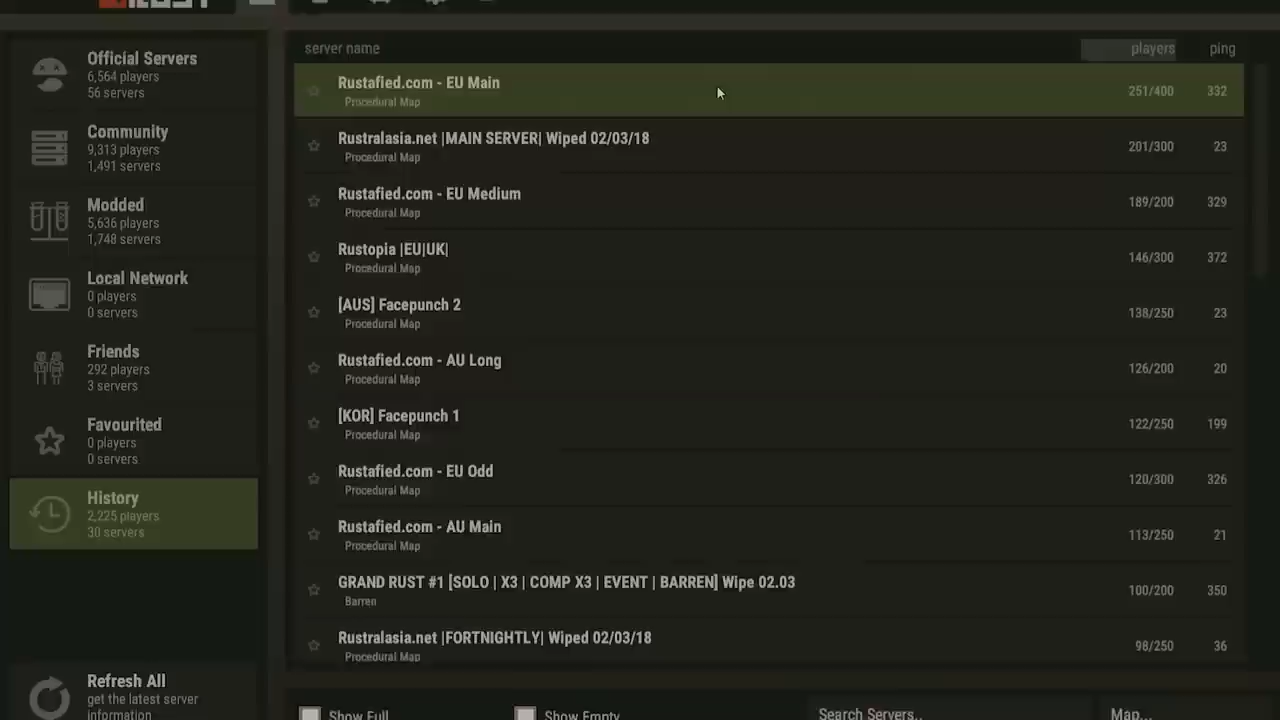 Official Servers
6,564 players
56 servers
Community
9,313 players
1,491 servers
Modded
5,636 players
1,748 servers
Local Network
0 players
0 servers
Friends
292 players
3 servers
Favourited
0 players
0 servers
History
2,225 players
30 servers
Refresh All
get the latest server
information
server name players ping
Rustafied.com - EU Main 251/400 332
Procedural Map
Rustralasia.net |MAIN SERVER| Wiped 02/03/18 201/300 23
Procedural Map
Rustafied.com - EU Medium 189/200 329
Procedural Map
Rustopia |EU|UK| 146/300 372
Procedural Map
[AUS] Facepunch 2 138/250 23
Procedural Map
Rustafied.com - AU Long 126/200 20
Procedural Map
[KOR] Facepunch 1 122/250 199
Procedural Map
Rustafied.com - EU Odd 120/300 326
Procedural Map
Rustafied.com - AU Main 113/250 21
Procedural Map
GRAND RUST #1 [SOLO | X3 | COMP X3 | EVENT | BARREN] Wipe 02.03 100/200 350
Barren
Rustralasia.net |FORTNIGHTLY| Wiped 02/03/18 98/250 36
Procedural Map
Show Full Show Empty Search Servers.. Map...